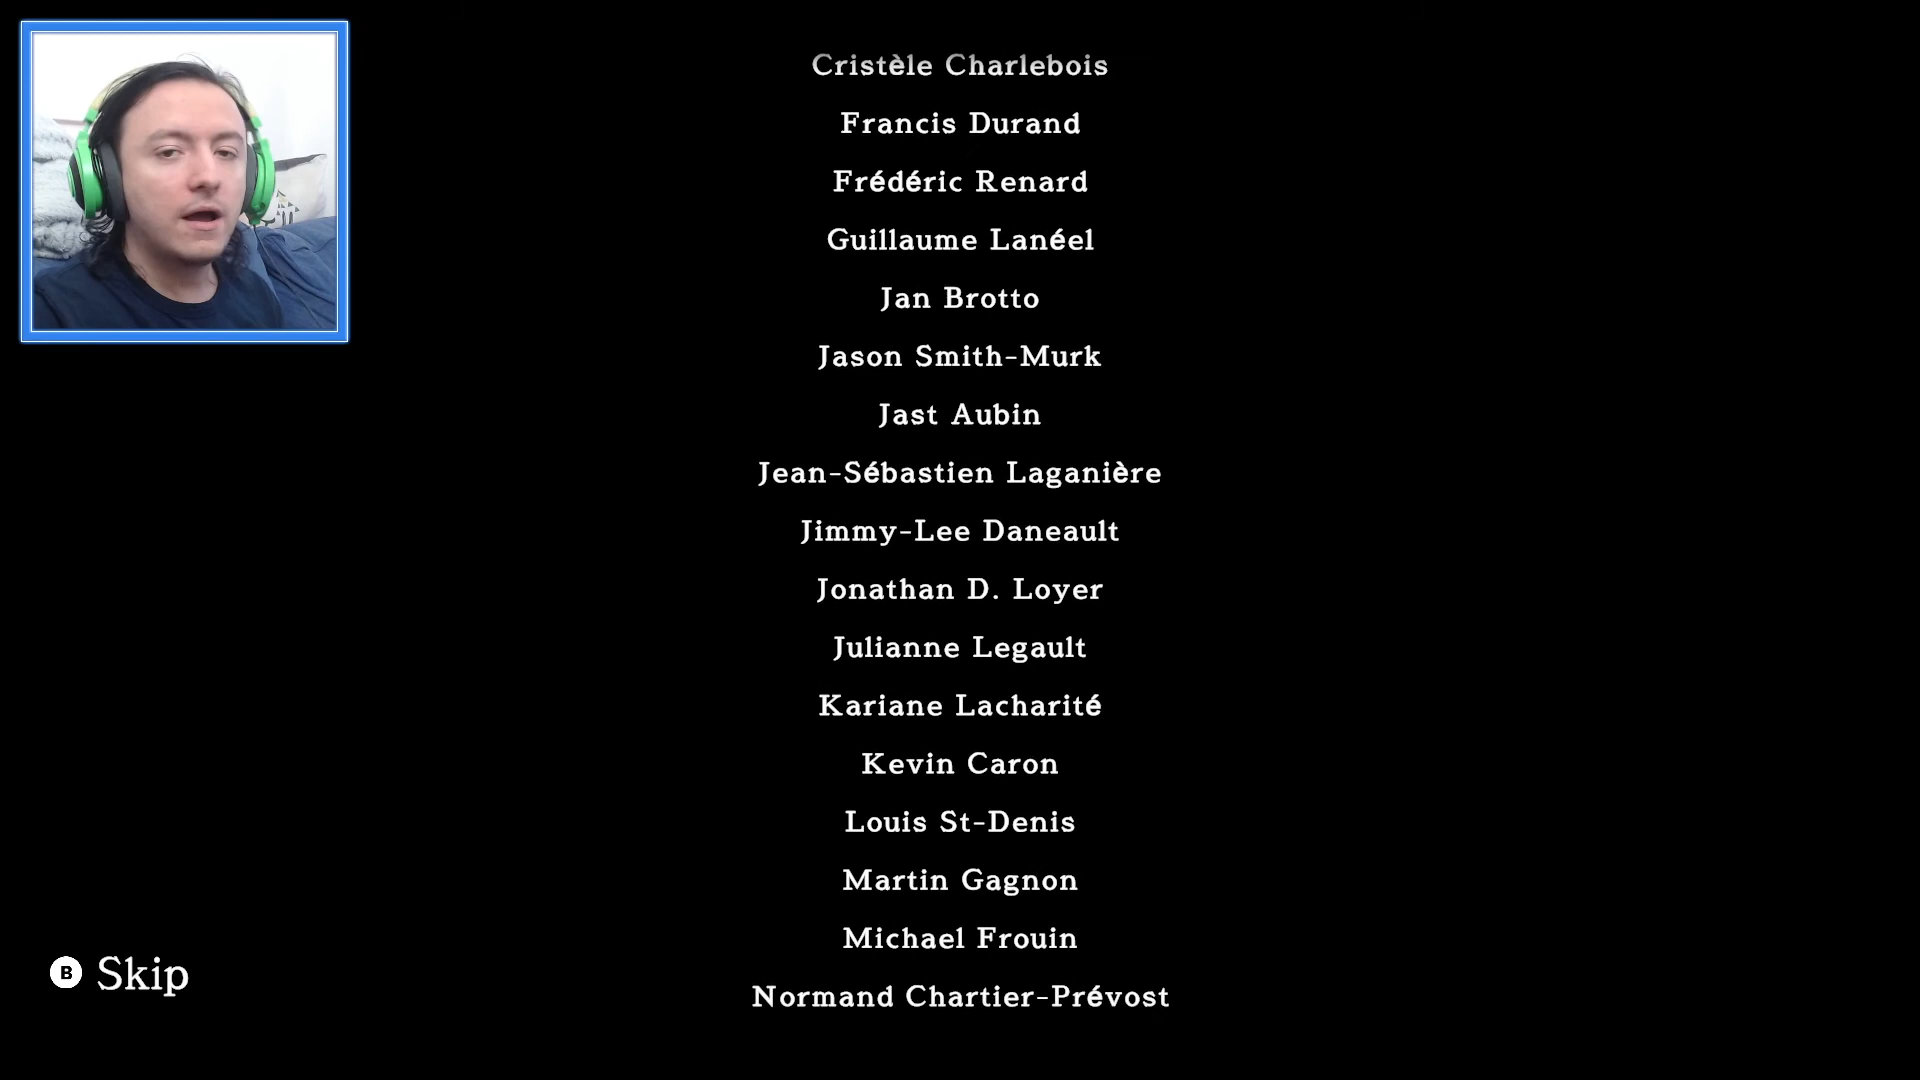 Cristèle Charlebois
Francis Durand
Frédéric Renard
Guillaume Lanéel
Jan Brotto
Jason Smith-Murk
Jast Aubin
Jean-Sébastien Laganière
Jimmy-Lee Daneault
Jonathan D. Loyer
Julianne Legault
Kariane Lacharité
Kevin Caron
Louis St-Denis
Martin Gagnon
Michael Frouin
Normand Chartier-Prévost
B Skip